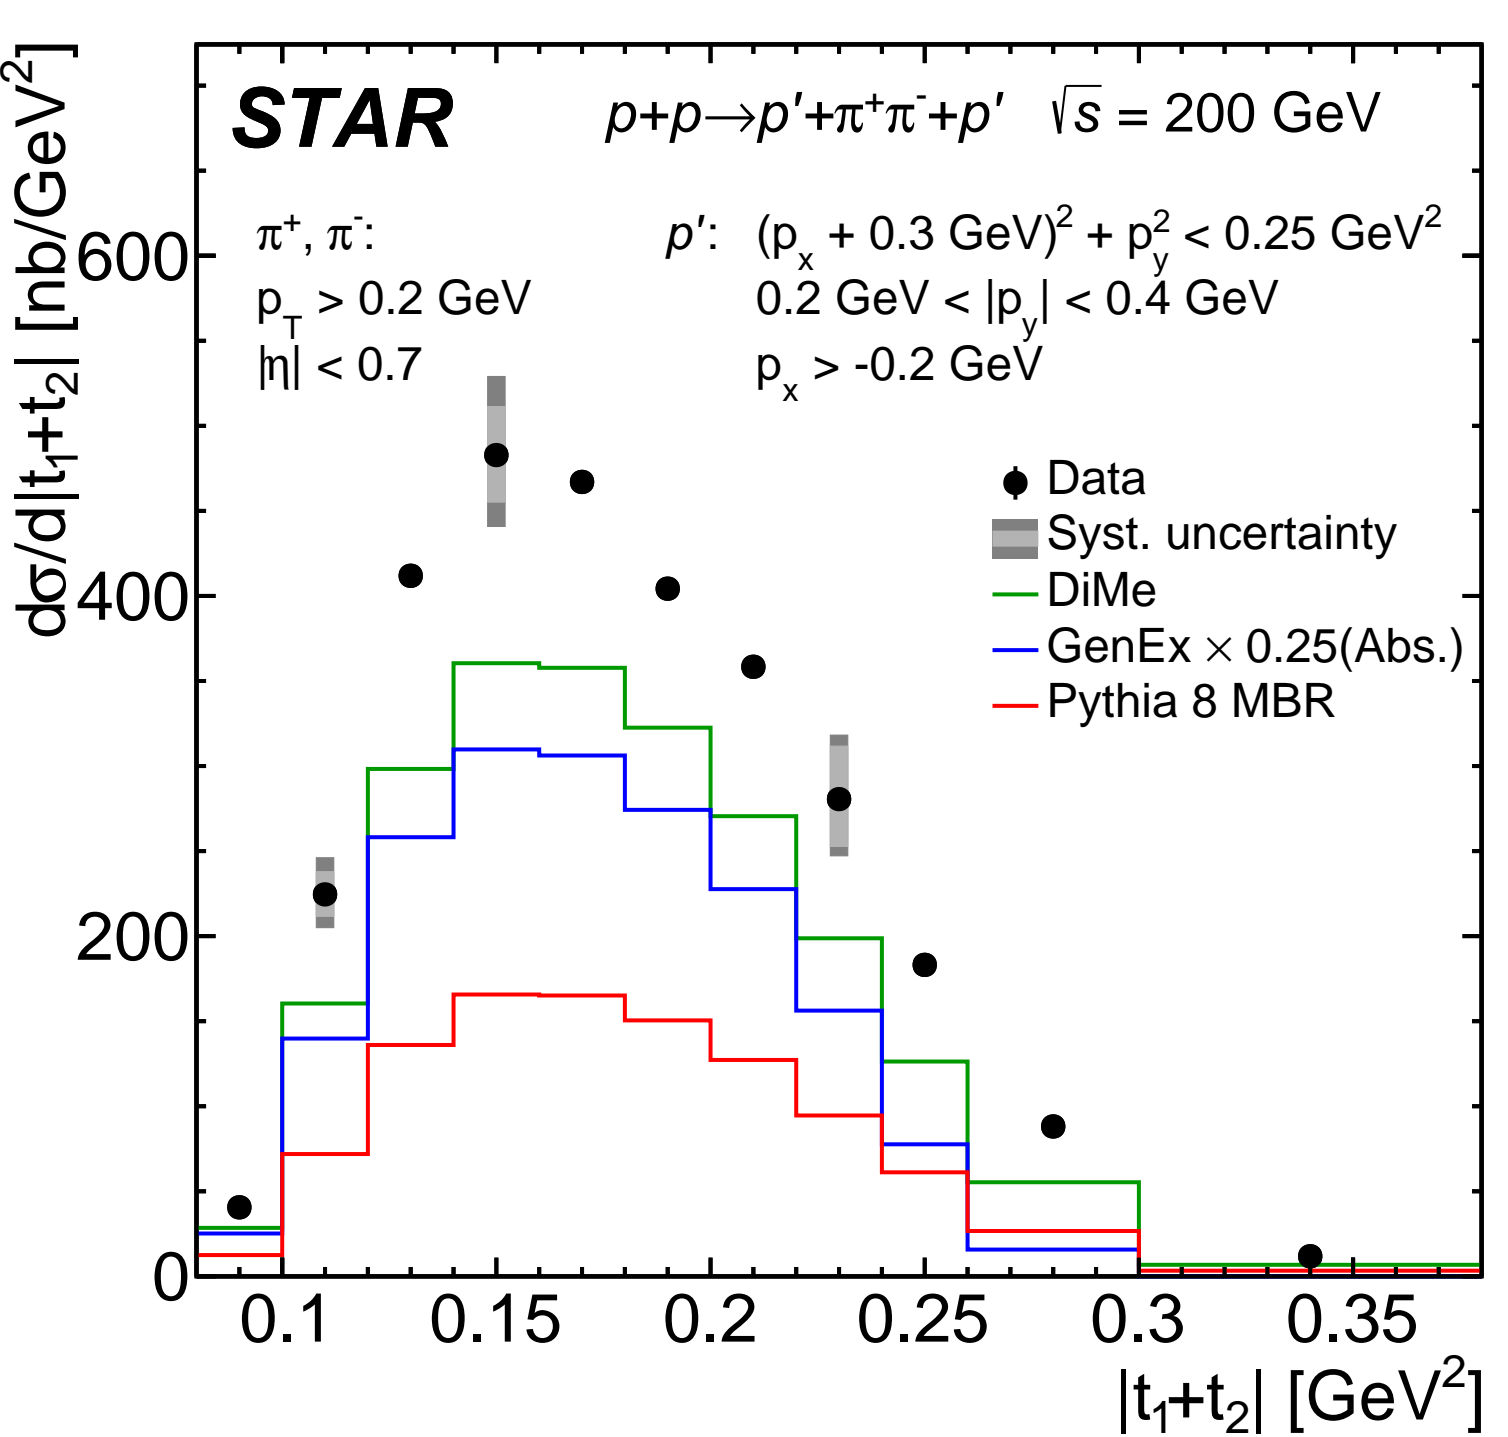 dσ/d|t₁+t₂| [nb/GeV²]
STAR p+p→p′+π⁺π⁻+p′ √s = 200 GeV
π⁺, π⁻: p′: (pₓ + 0.3 GeV)² + p_y² < 0.25 GeV²
p_T > 0.2 GeV 0.2 GeV < |p_y| < 0.4 GeV
|η| < 0.7 pₓ > -0.2 GeV
Data
Syst. uncertainty
DiMe
GenEx × 0.25(Abs.)
Pythia 8 MBR
600
400
200
0
0.1 0.15 0.2 0.25 0.3 0.35
|t₁+t₂| [GeV²]